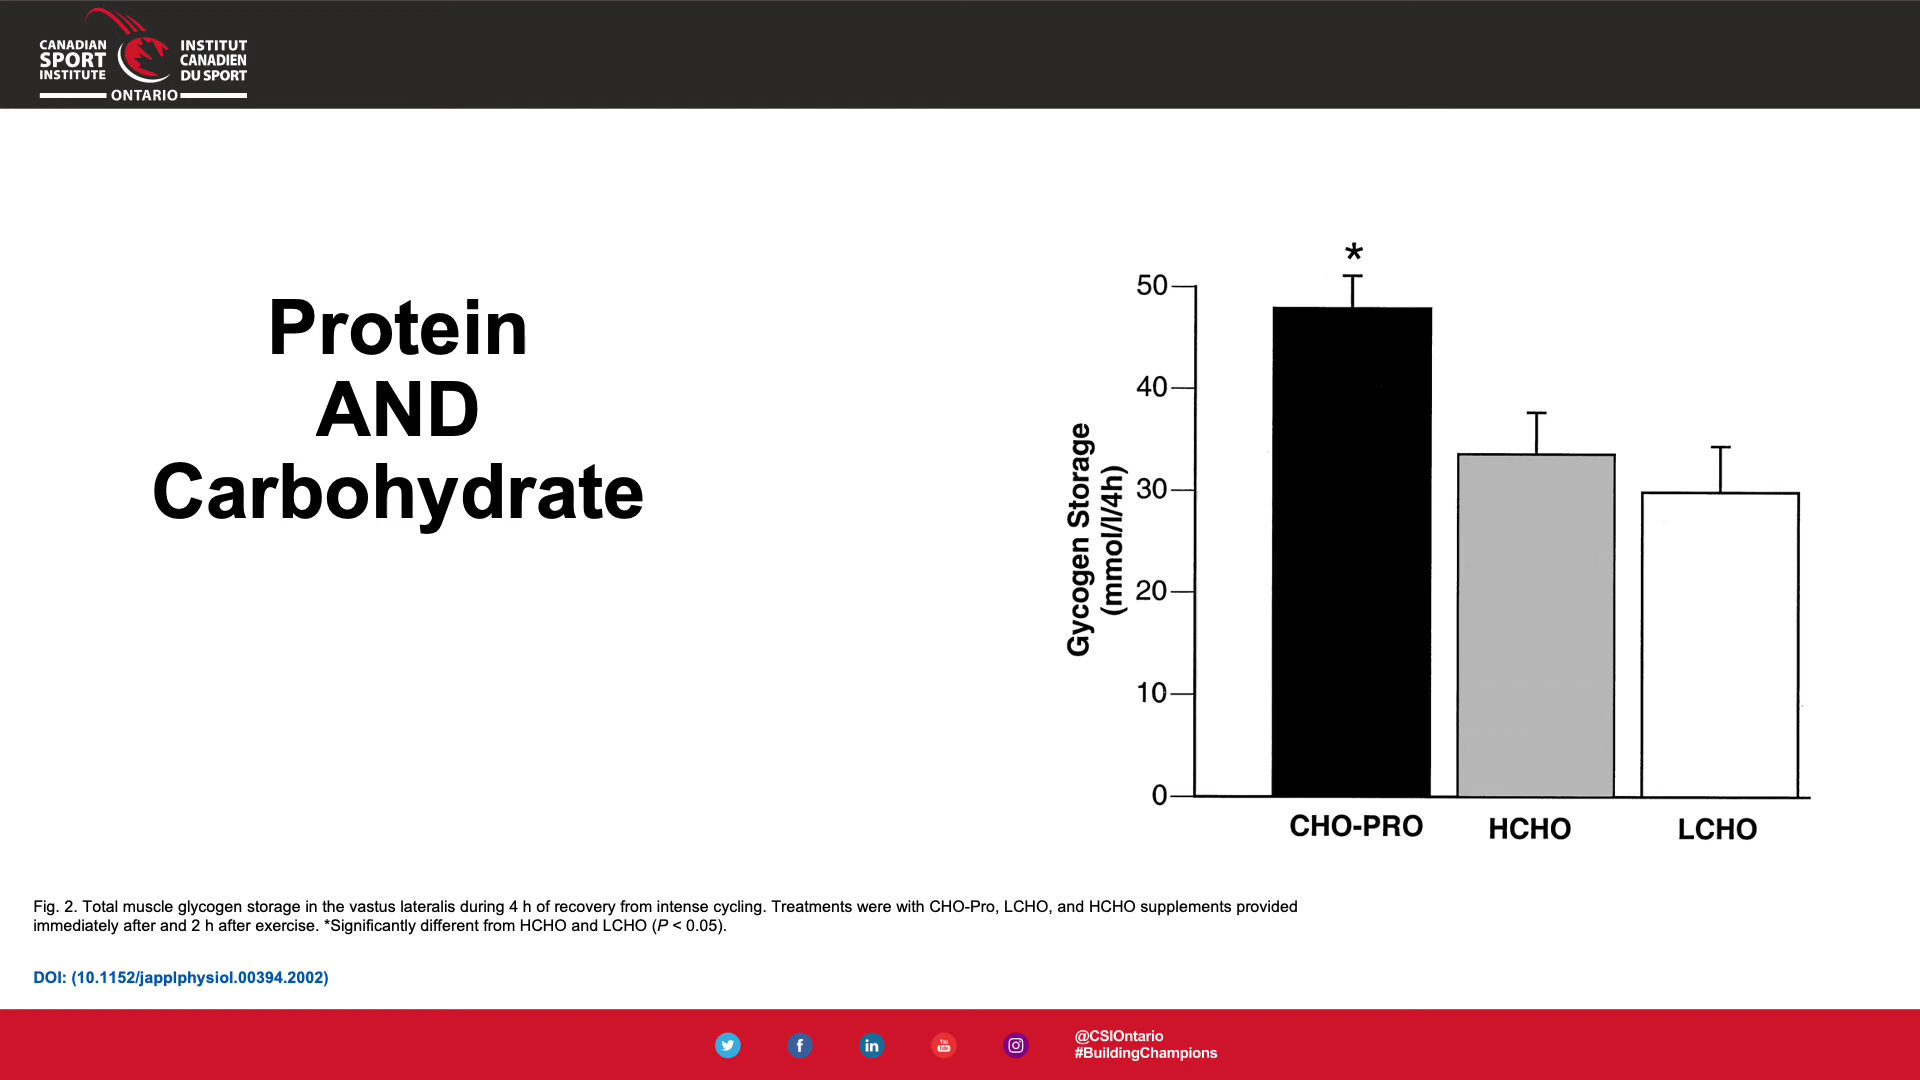 CANADIAN
SPORT
INSTITUTE
INSTITUT
CANADIEN
DU SPORT
ONTARIO
Protein
AND
Carbohydrate
*
50
40
30
20
10
0
Gycogen Storage
(mmol/l/4h)
CHO-PRO
HCHO
LCHO
Fig. 2. Total muscle glycogen storage in the vastus lateralis during 4 h of recovery from intense cycling. Treatments were with CHO-Pro, LCHO, and HCHO supplements provided
immediately after and 2 h after exercise. *Significantly different from HCHO and LCHO (P < 0.05).
DOI: (10.1152/japplphysiol.00394.2002)
f
in
You
Tube
@CSIOntario
#BuildingChampions